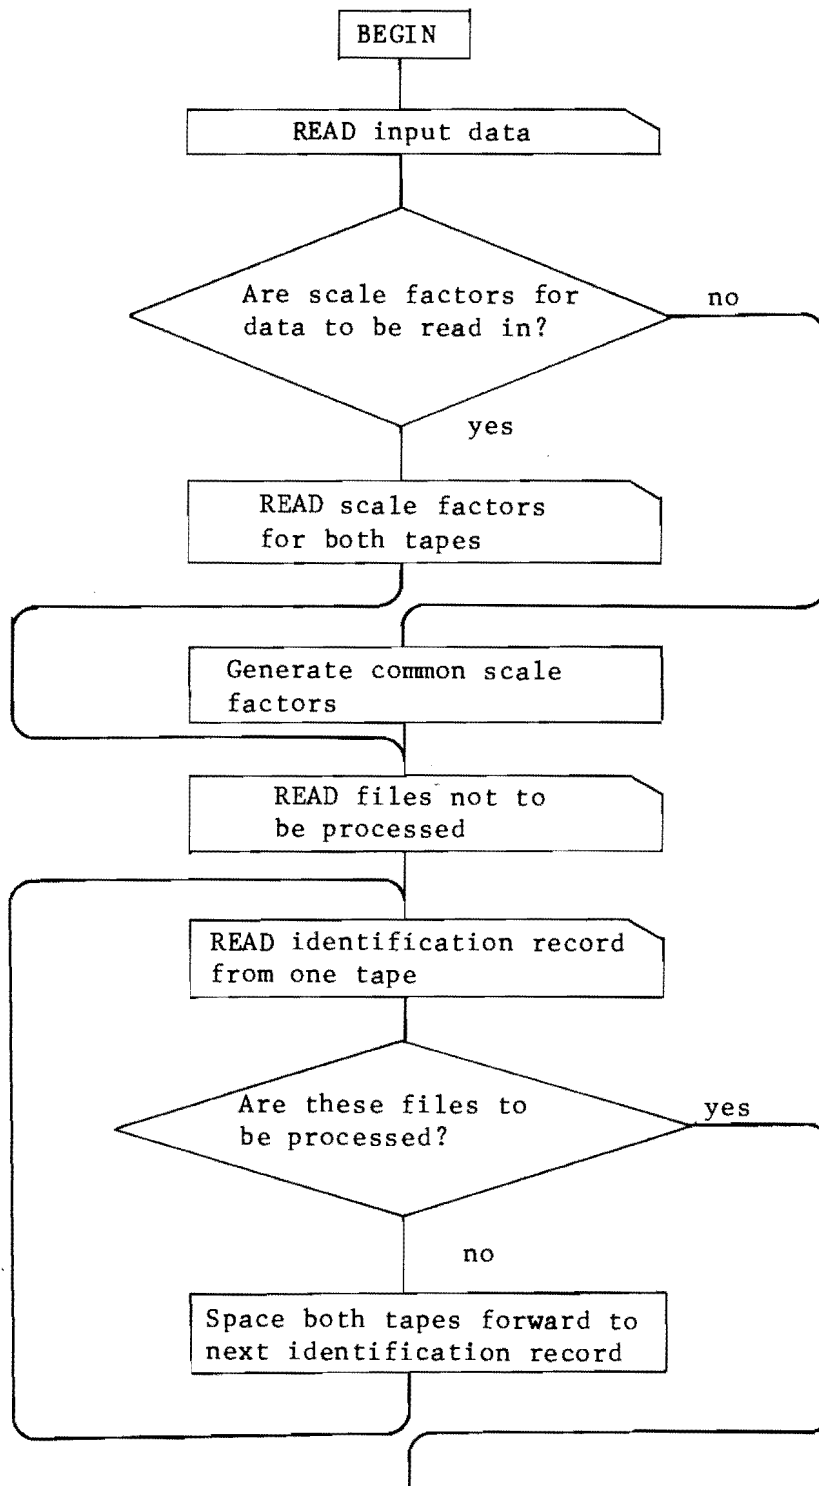 BEGIN
READ input data
Are scale factors for
data to be read in?
no
yes
READ scale factors
for both tapes
Generate common scale
factors
READ files not to
be processed
READ identification record
from one tape
Are these files to
be processed?
yes
no
Space both tapes forward to
next identification record